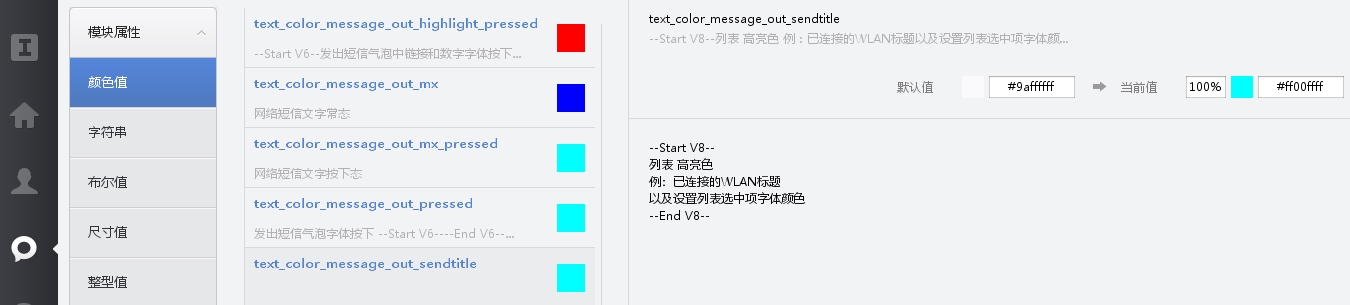 模块属性
颜色值
字符串
布尔值
尺寸值
整型值
text_color_message_out_highlight_pressed
--Start V6--发出短信气泡中链接和数字字体按下...
text_color_message_out_mx
网络短信文字常态
text_color_message_out_mx_pressed
网络短信文字按下态
text_color_message_out_pressed
发出短信气泡字体按下 --Start V6----End V6--...
text_color_message_out_sendtitle
text_color_message_out_sendtitle
--Start V8--列表 高亮色 例：已连接的WLAN标题以及设置列表选中项字体颜...
默认值 #9affffff 当前值 100% #ff00ffff
--Start V8--
列表 高亮色
例：已连接的WLAN标题
以及设置列表选中项字体颜色
--End V8--